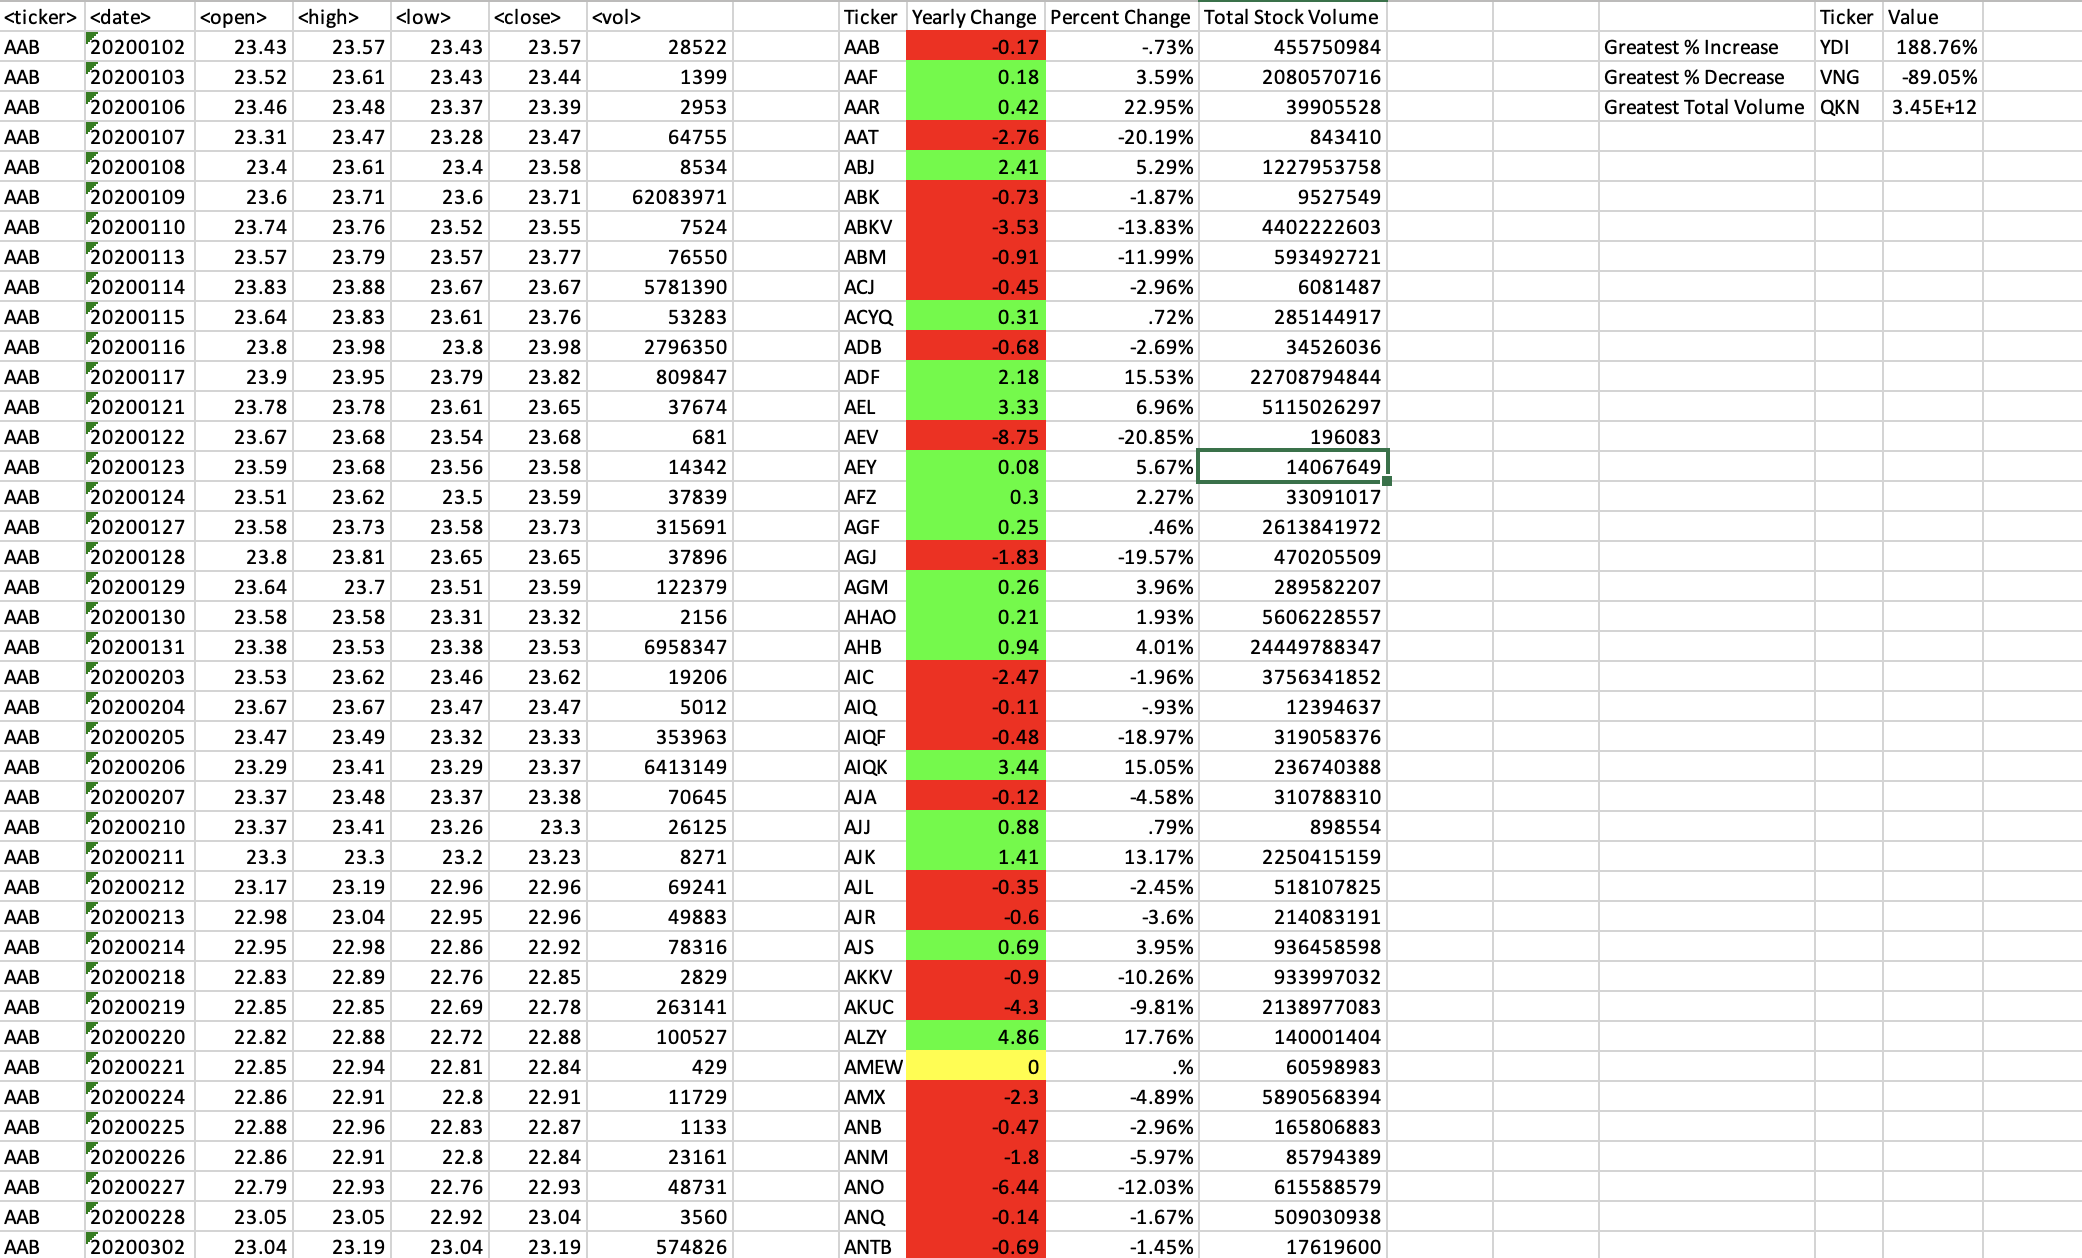 <ticker> <date> <open> <high> <low> <close> <vol> Ticker Yearly Change Percent Change Total Stock Volume Ticker Value
AAB 20200102 23.43 23.57 23.43 23.57 28522 AAB -0.17 -.73% 455750984 Greatest % Increase YDI 188.76%
AAB 20200103 23.52 23.61 23.43 23.44 1399 AAF 0.18 3.59% 2080570716 Greatest % Decrease VNG -89.05%
AAB 20200106 23.46 23.48 23.37 23.39 2953 AAR 0.42 22.95% 39905528 Greatest Total Volume QKN 3.45E+12
AAB 20200107 23.31 23.47 23.28 23.47 64755 AAT -2.76 -20.19% 843410
AAB 20200108 23.4 23.61 23.4 23.58 8534 ABJ 2.41 5.29% 1227953758
AAB 20200109 23.6 23.71 23.6 23.71 62083971 ABK -0.73 -1.87% 9527549
AAB 20200110 23.74 23.76 23.52 23.55 7524 ABKV -3.53 -13.83% 4402222603
AAB 20200113 23.57 23.79 23.57 23.77 76550 ABM -0.91 -11.99% 593492721
AAB 20200114 23.83 23.88 23.67 23.67 5781390 ACJ -0.45 -2.96% 6081487
AAB 20200115 23.64 23.83 23.61 23.76 53283 ACYQ 0.31 .72% 285144917
AAB 20200116 23.8 23.98 23.8 23.98 2796350 ADB -0.68 -2.69% 34526036
AAB 20200117 23.9 23.95 23.79 23.82 809847 ADF 2.18 15.53% 22708794844
AAB 20200121 23.78 23.78 23.61 23.65 37674 AEL 3.33 6.96% 5115026297
AAB 20200122 23.67 23.68 23.54 23.68 681 AEV -8.75 -20.85% 196083
AAB 20200123 23.59 23.68 23.56 23.58 14342 AEY 0.08 5.67% 14067649
AAB 20200124 23.51 23.62 23.5 23.59 37839 AFZ 0.3 2.27% 33091017
AAB 20200127 23.58 23.73 23.58 23.73 315691 AGF 0.25 .46% 2613841972
AAB 20200128 23.8 23.81 23.65 23.65 37896 AGJ -1.83 -19.57% 470205509
AAB 20200129 23.64 23.7 23.51 23.59 122379 AGM 0.26 3.96% 289582207
AAB 20200130 23.58 23.58 23.31 23.32 2156 AHAO 0.21 1.93% 5606228557
AAB 20200131 23.38 23.53 23.38 23.53 6958347 AHB 0.94 4.01% 24449788347
AAB 20200203 23.53 23.62 23.46 23.62 19206 AIC -2.47 -1.96% 3756341852
AAB 20200204 23.67 23.67 23.47 23.47 5012 AIQ -0.11 -.93% 12394637
AAB 20200205 23.47 23.49 23.32 23.33 353963 AIQF -0.48 -18.97% 319058376
AAB 20200206 23.29 23.41 23.29 23.37 6413149 AIQK 3.44 15.05% 236740388
AAB 20200207 23.37 23.48 23.37 23.38 70645 AJA -0.12 -4.58% 310788310
AAB 20200210 23.37 23.41 23.26 23.3 26125 AJJ 0.88 .79% 898554
AAB 20200211 23.3 23.3 23.2 23.23 8271 AJK 1.41 13.17% 2250415159
AAB 20200212 23.17 23.19 22.96 22.96 69241 AJL -0.35 -2.45% 518107825
AAB 20200213 22.98 23.04 22.95 22.96 49883 AJR -0.6 -3.6% 214083191
AAB 20200214 22.95 22.98 22.86 22.92 78316 AJS 0.69 3.95% 936458598
AAB 20200218 22.83 22.89 22.76 22.85 2829 AKKV -0.9 -10.26% 933997032
AAB 20200219 22.85 22.85 22.69 22.78 263141 AKUC -4.3 -9.81% 2138977083
AAB 20200220 22.82 22.88 22.72 22.88 100527 ALZY 4.86 17.76% 140001404
AAB 20200221 22.85 22.94 22.81 22.84 429 AMEW 0 .% 60598983
AAB 20200224 22.86 22.91 22.8 22.91 11729 AMX -2.3 -4.89% 5890568394
AAB 20200225 22.88 22.96 22.83 22.87 1133 ANB -0.47 -2.96% 165806883
AAB 20200226 22.86 22.91 22.8 22.84 23161 ANM -1.8 -5.97% 85794389
AAB 20200227 22.79 22.93 22.76 22.93 48731 ANO -6.44 -12.03% 615588579
AAB 20200228 23.05 23.05 22.92 23.04 3560 ANQ -0.14 -1.67% 509030938
AAB 20200302 23.04 23.19 23.04 23.19 574826 ANTB -0.69 -1.45% 17619600